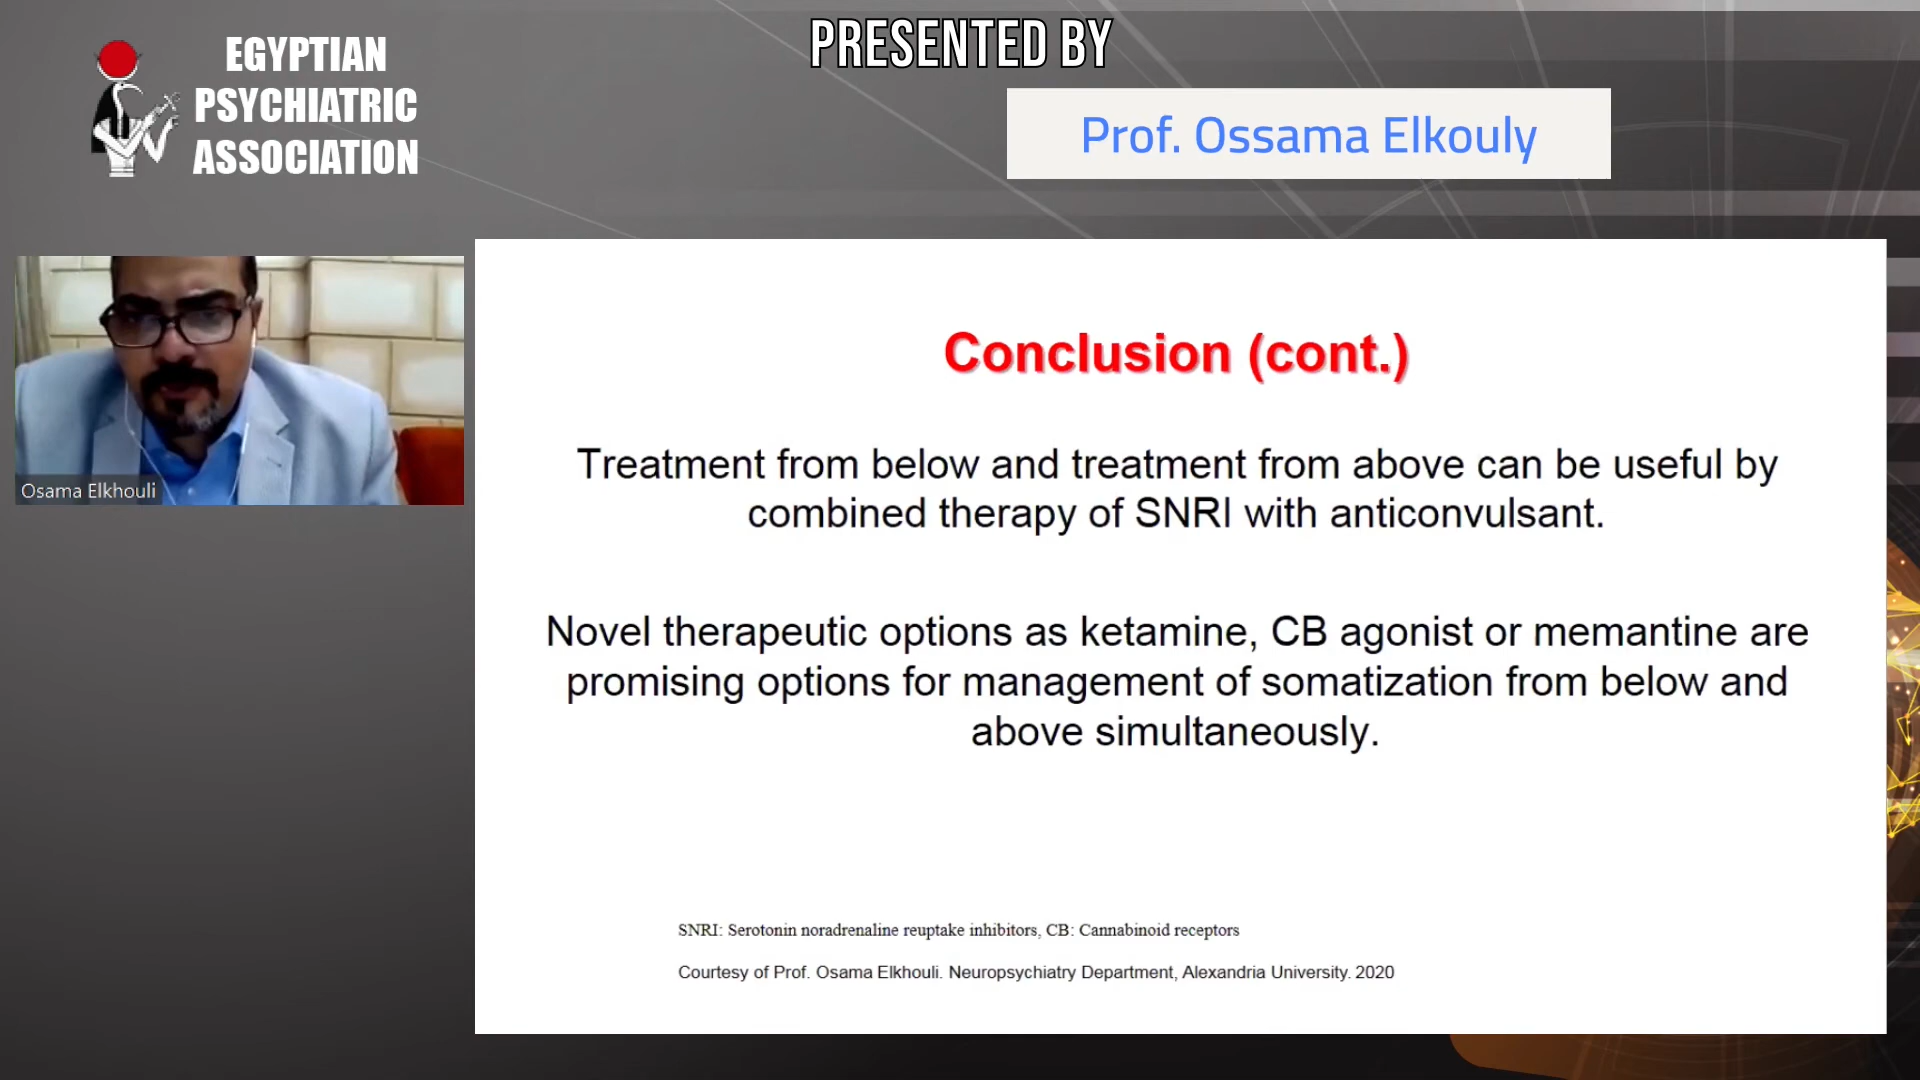 EGYPTIAN
PSYCHIATRIC
ASSOCIATION
PRESENTED BY
Prof. Ossama Elkouly
Osama Elkhouli
Conclusion (cont.)
Treatment from below and treatment from above can be useful by
combined therapy of SNRI with anticonvulsant.
Novel therapeutic options as ketamine, CB agonist or memantine are
promising options for management of somatization from below and
above simultaneously.
SNRI: Serotonin noradrenaline reuptake inhibitors, CB: Cannabinoid receptors
Courtesy of Prof. Osama Elkhouli. Neuropsychiatry Department, Alexandria University. 2020